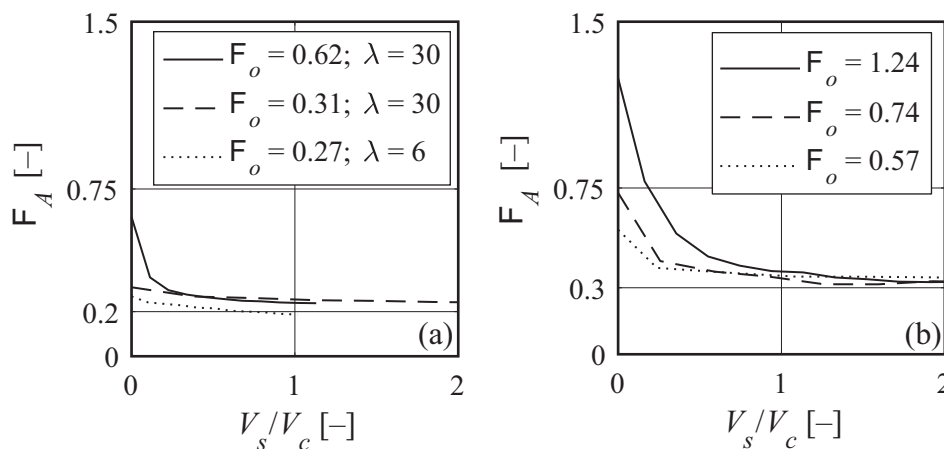 1.5
F_o = 0.62; λ = 30
F_o = 0.31; λ = 30
F_o = 0.27; λ = 6
0.75
0.2
0
F_A [–]
(a)
0 1 2
V_s/V_c [–]
1.5
F_o = 1.24
F_o = 0.74
F_o = 0.57
0.75
0.3
0
F_A [–]
(b)
0 1 2
V_s/V_c [–]